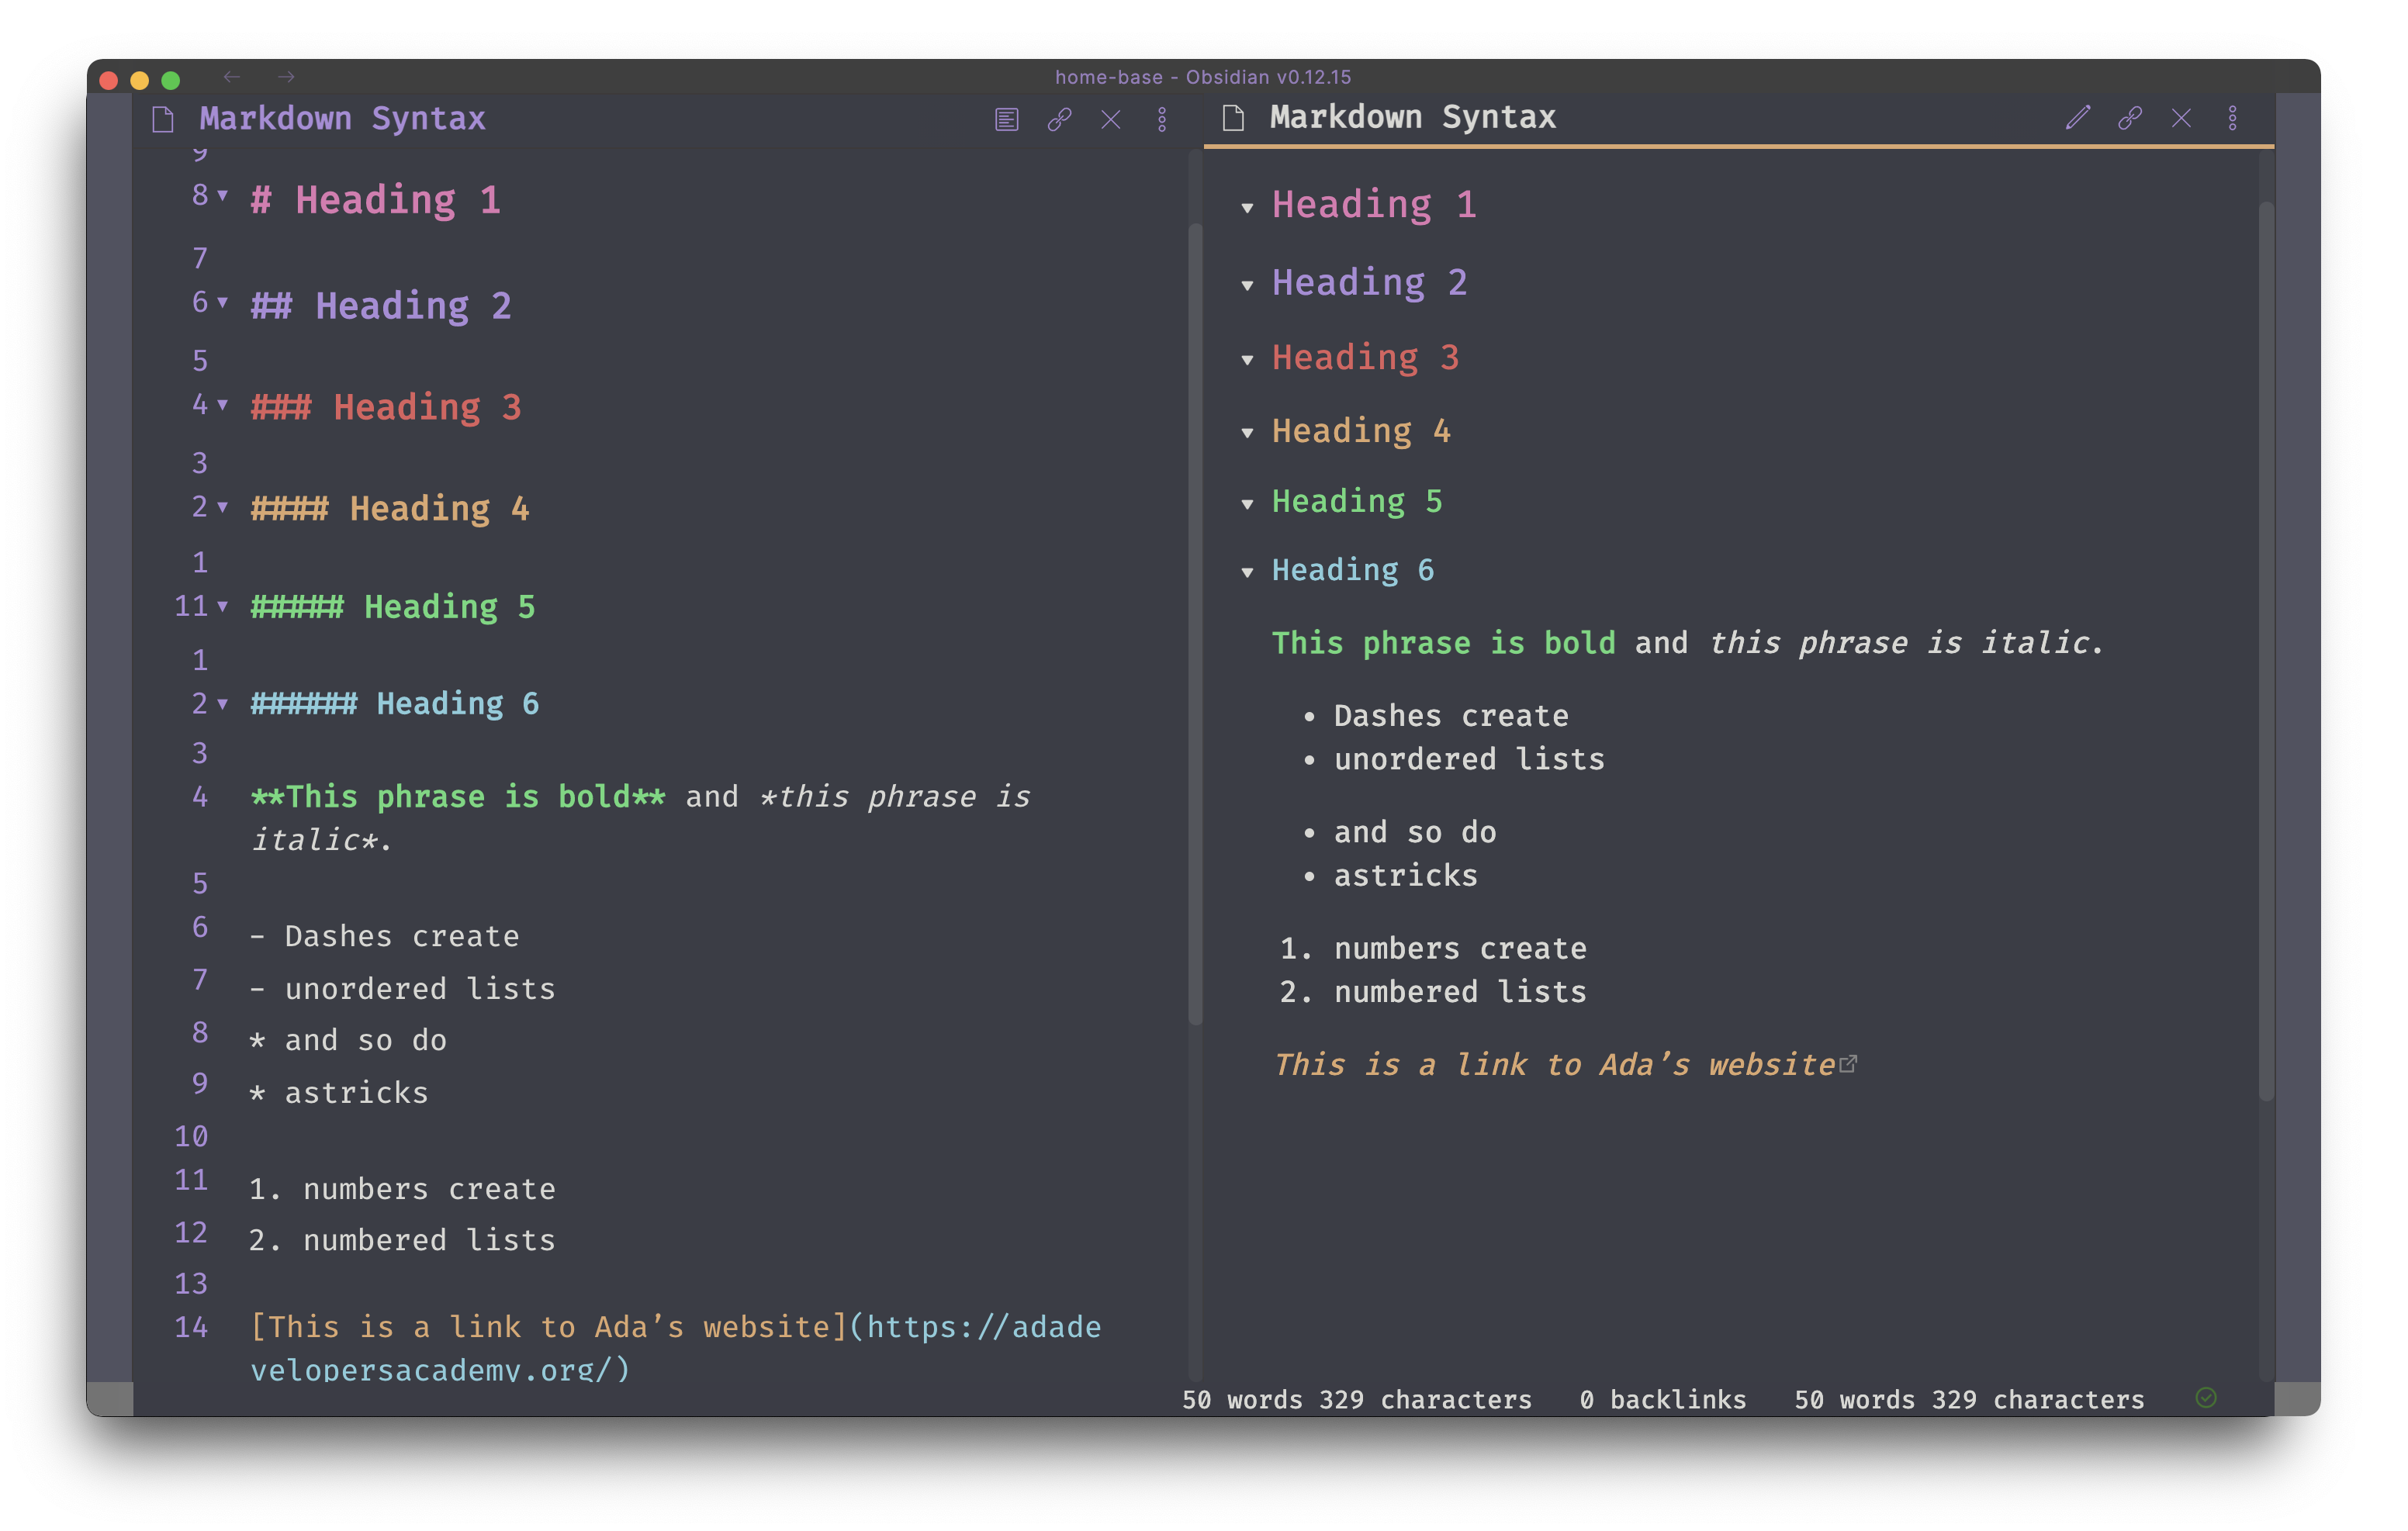 home-base - Obsidian v0.12.15
Markdown Syntax
9
8 # Heading 1
7
6 ## Heading 2
5
4 ### Heading 3
3
2 #### Heading 4
1
11 ##### Heading 5
1
2 ###### Heading 6
3
4 **This phrase is bold** and *this phrase is
italic*.
5
6 - Dashes create
7 - unordered lists
8 * and so do
9 * astricks
10
11 1. numbers create
12 2. numbered lists
13
14 [This is a link to Ada’s website](https://adade
velopersacademy.org/)
Markdown Syntax
Heading 1
Heading 2
Heading 3
Heading 4
Heading 5
Heading 6
This phrase is bold and this phrase is italic.
• Dashes create
• unordered lists
• and so do
• astricks
1. numbers create
2. numbered lists
This is a link to Ada’s website
50 words 329 characters 0 backlinks 50 words 329 characters